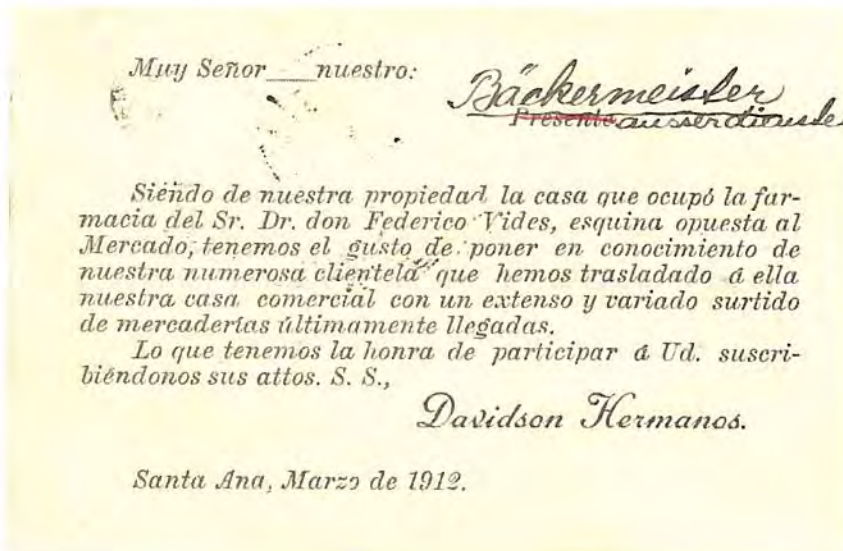 Muy Señor___nuestro:
Bäckermeister
Presente ausserdienste
Siendo de nuestra propiedad la casa que ocupó la far-
macia del Sr. Dr. don Federico Vides, esquina opuesta al
Mercado, tenemos el gusto de poner en conocimiento de
nuestra numerosa clientela que hemos trasladado á ella
nuestra casa comercial con un extenso y variado surtido
de mercaderías últimamente llegadas.
Lo que tenemos la honra de participar á Ud. suscri-
biéndonos sus attos. S. S.,
Davidson Hermanos.
Santa Ana, Marzo de 1912.